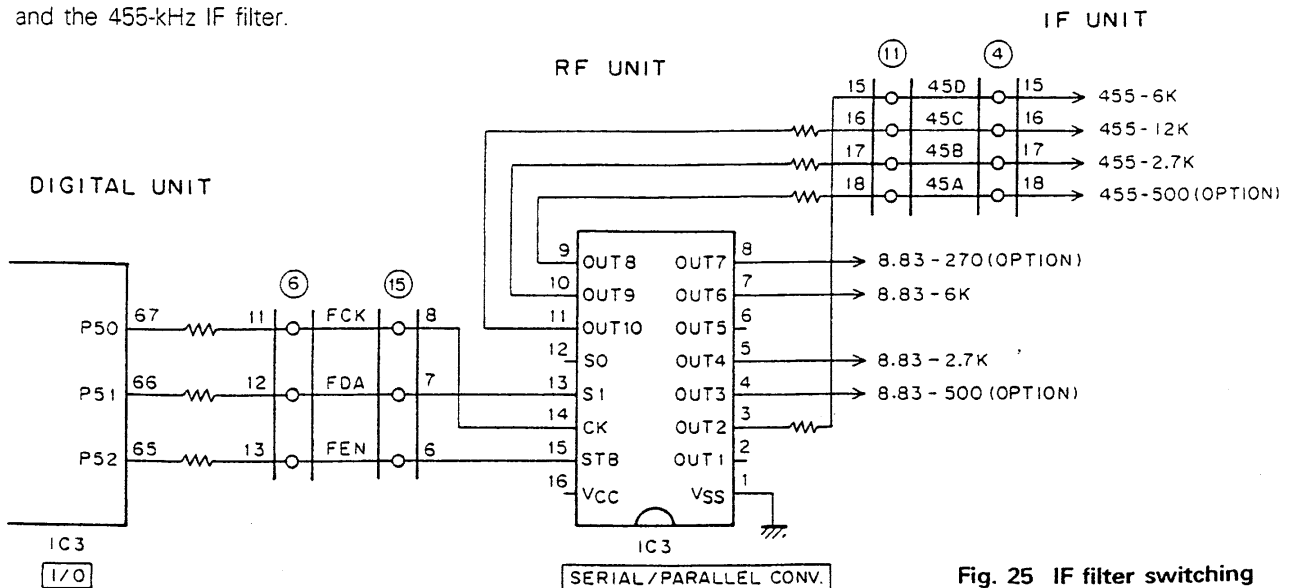 and the 455-kHz IF filter.
IF UNIT
RF UNIT
DIGITAL UNIT
11 4
15 45D 15 455-6K
16 45C 16 455-12K
17 45B 17 455-2.7K
18 45A 18 455-500(OPTION)
9 OUT8 OUT7 8 8.83-270(OPTION)
10 OUT9 OUT6 7 8.83-6K
11 OUT10 OUT5 6
12 SO OUT4 5 8.83-2.7K
13 S1 OUT3 4 8.83-500(OPTION)
14 CK OUT2 3
15 STB OUT1 2
16 VCC VSS 1
6 15
P50 67 11 FCK 8
P51 66 12 FDA 7
P52 65 13 FEN 6
IC3
I/O
IC3
SERIAL/PARALLEL CONV.
Fig. 25 IF filter switching